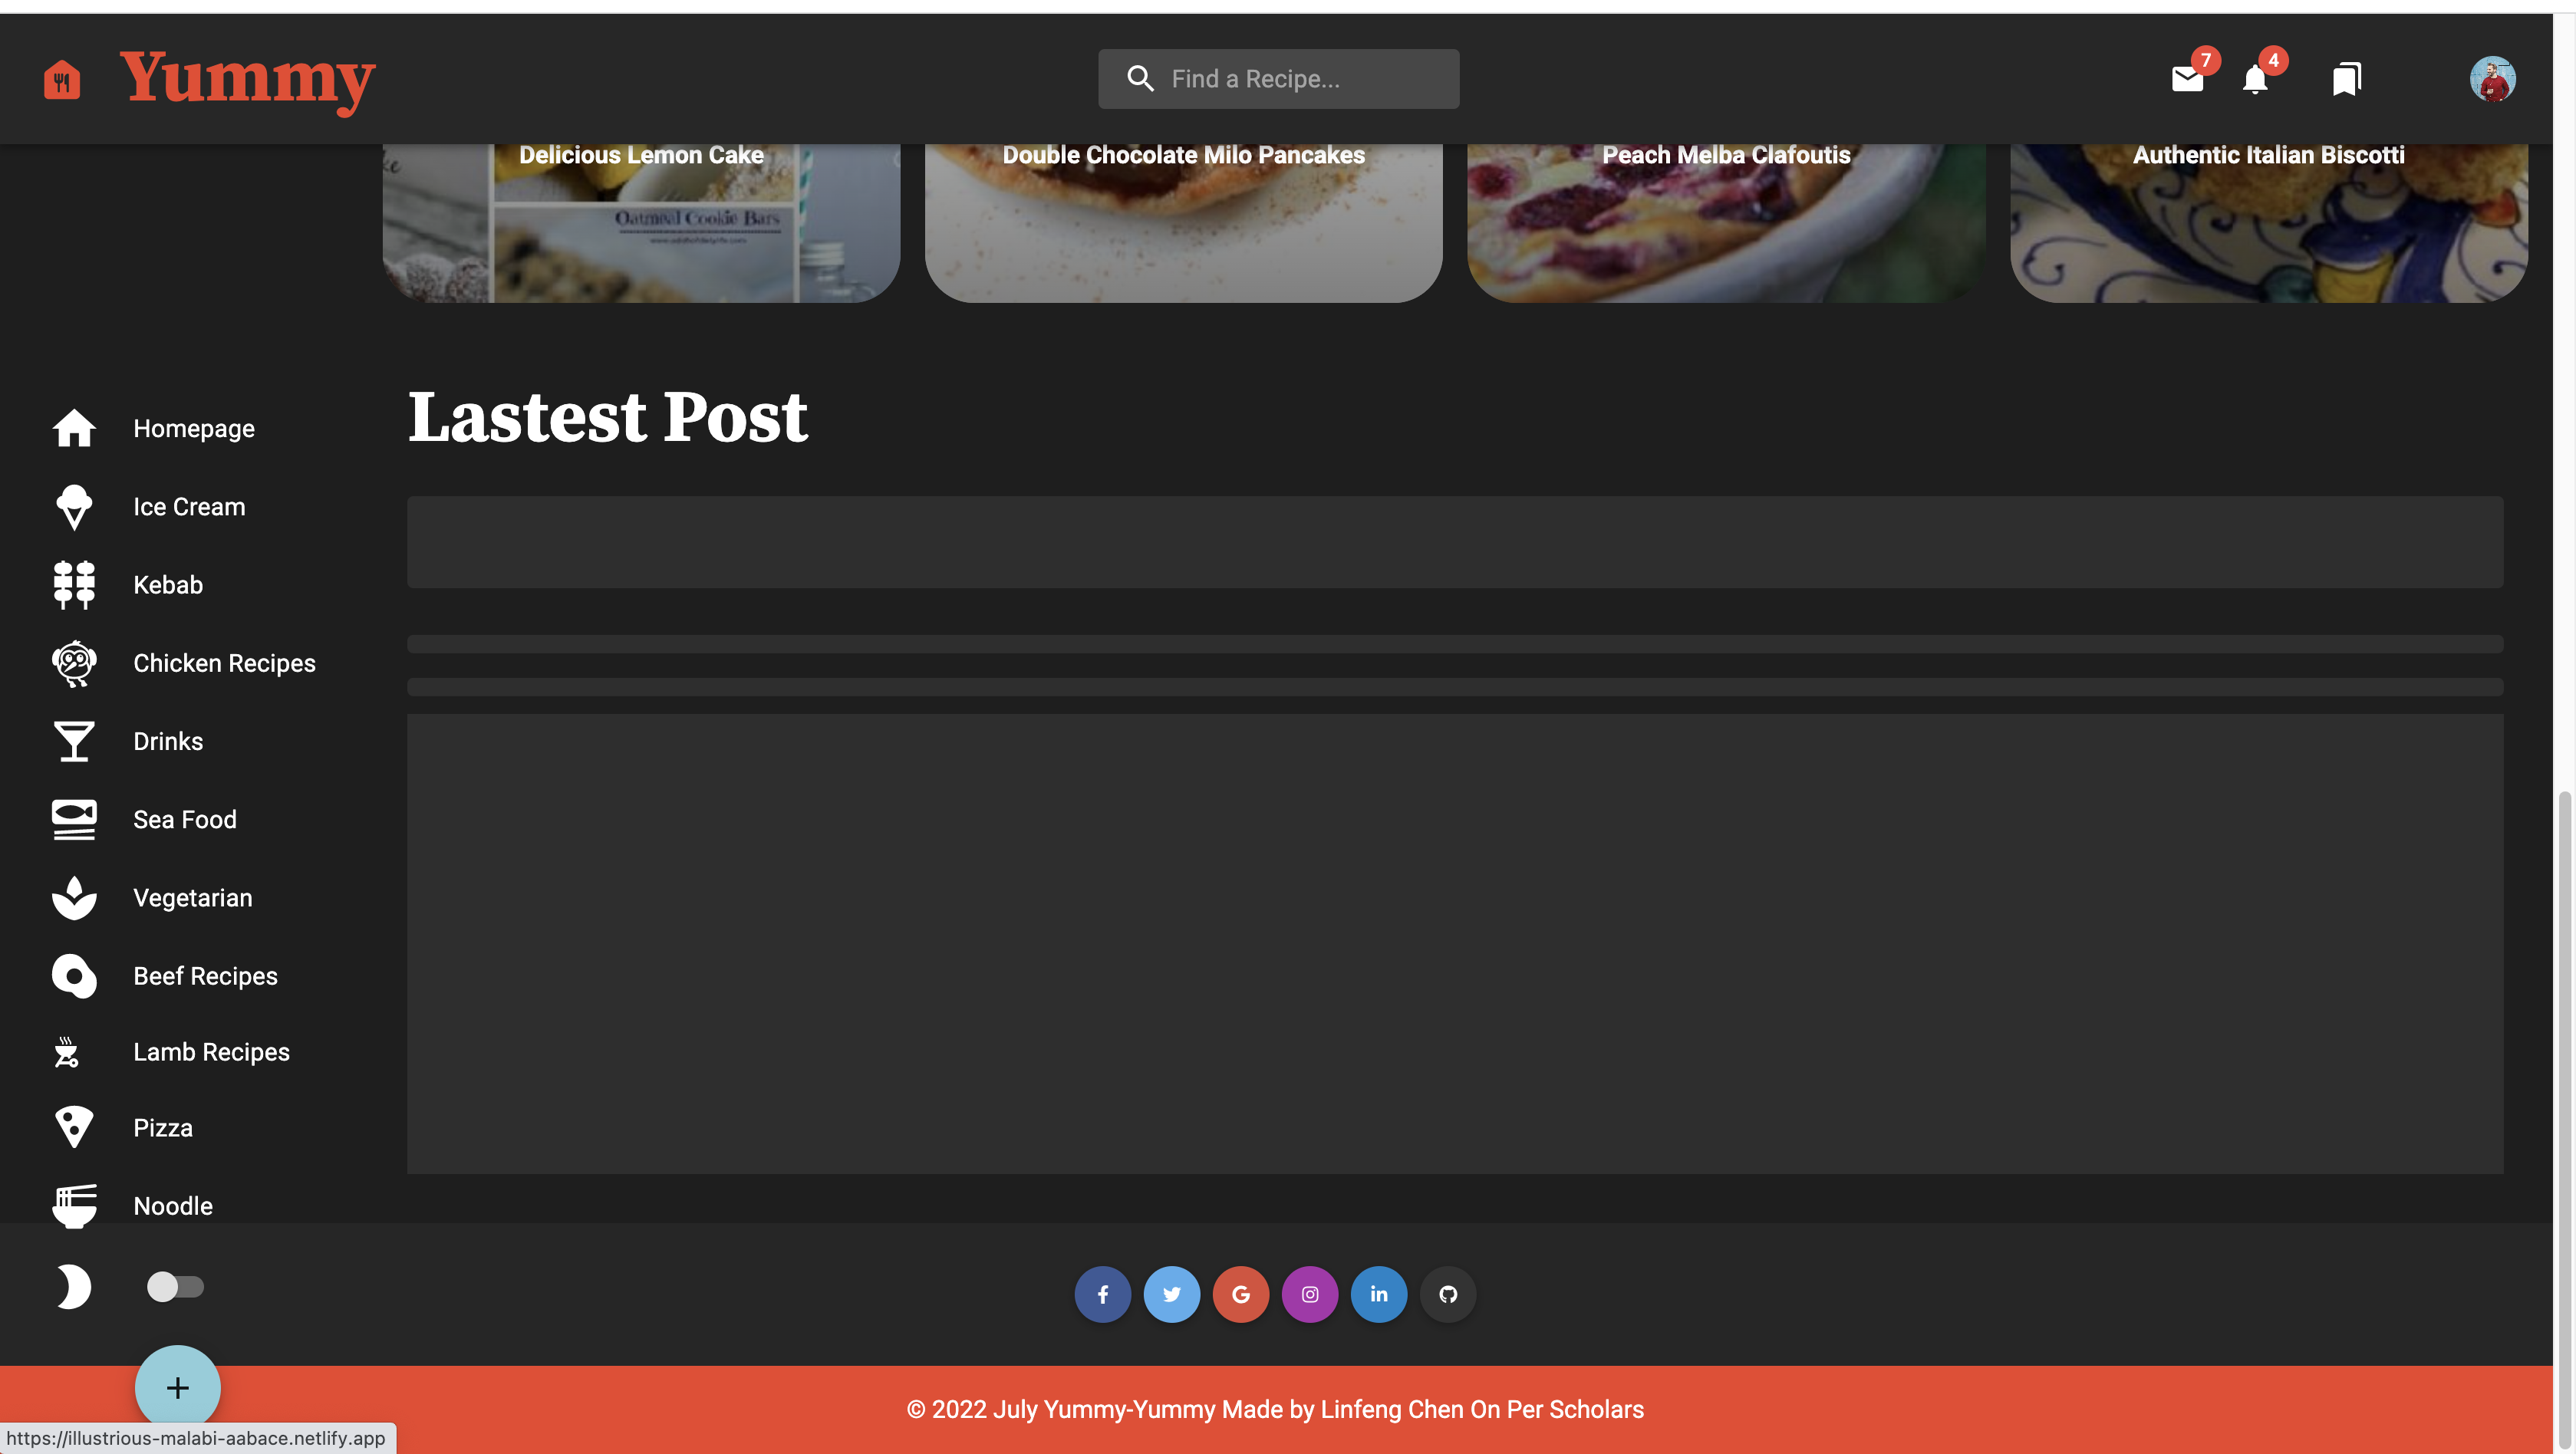 Yummy
Find a Recipe...
7
4
Delicious Lemon Cake
Double Chocolate Milo Pancakes
Peach Melba Clafoutis
Authentic Italian Biscotti
Oatmeal Cookie Bars
Lastest Post
Homepage
Ice Cream
Kebab
Chicken Recipes
Drinks
Sea Food
Vegetarian
Beef Recipes
Lamb Recipes
Pizza
Noodle
© 2022 July Yummy-Yummy Made by Linfeng Chen On Per Scholars
https://illustrious-malabi-aabace.netlify.app